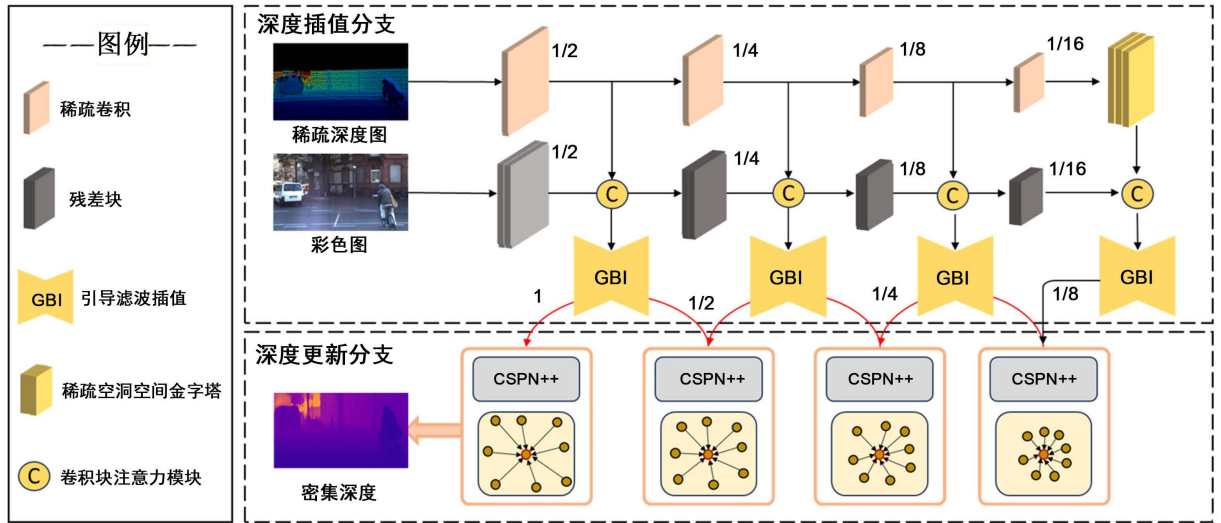 ——图例——
稀疏卷积
残差块
GBI 引导滤波插值
稀疏空洞空间金字塔
C 卷积块注意力模块
深度插值分支
1/2 1/4 1/8 1/16
稀疏深度图
1/2 1/4 1/8 1/16
C C C C
彩色图
GBI GBI GBI GBI
1 1/2 1/4 1/8
深度更新分支
CSPN++ CSPN++ CSPN++ CSPN++
密集深度